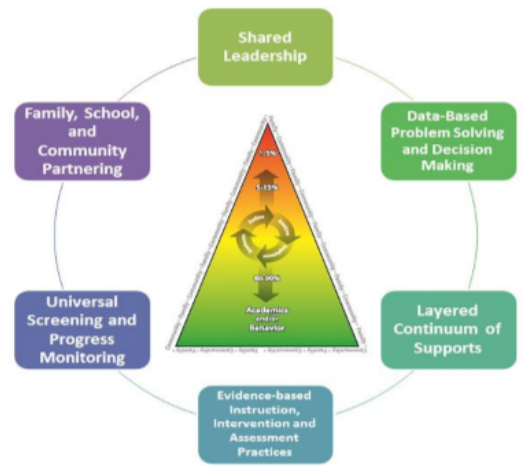 Shared
Leadership
Family, School,
and
Community
Partnering
Data-Based
Problem Solving
and Decision
Making
1-5%
5-15%
80-90%
Academics
and/or
Behavior
Universal
Screening and
Progress
Monitoring
Layered
Continuum of
Supports
Evidence-based
Instruction,
Intervention and
Assessment
Practices